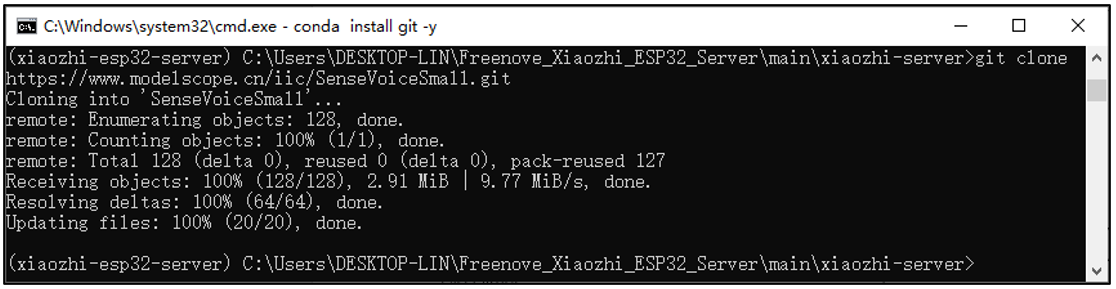 C:\Windows\system32\cmd.exe - conda  install git -y
(xiaozhi-esp32-server) C:\Users\DESKTOP-LIN\Freenove_Xiaozhi_ESP32_Server\main\xiaozhi-server>git clone
https://www.modelscope.cn/iic/SenseVoiceSmall.git
Cloning into 'SenseVoiceSmall'...
remote: Enumerating objects: 128, done.
remote: Counting objects: 100% (1/1), done.
remote: Total 128 (delta 0), reused 0 (delta 0), pack-reused 127
Receiving objects: 100% (128/128), 2.91 MiB | 9.77 MiB/s, done.
Resolving deltas: 100% (64/64), done.
Updating files: 100% (20/20), done.
(xiaozhi-esp32-server) C:\Users\DESKTOP-LIN\Freenove_Xiaozhi_ESP32_Server\main\xiaozhi-server>